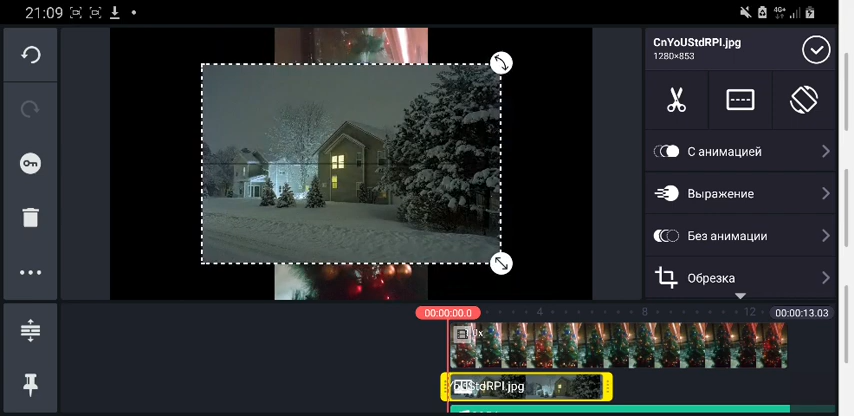 21:09
4G+
CnYoUStdRPI.jpg
1280×853
С анимацией
Выражение
Без анимации
Обрезка
00:00:00.0
4
8
12
00:00:13.03
StdRPI.jpg